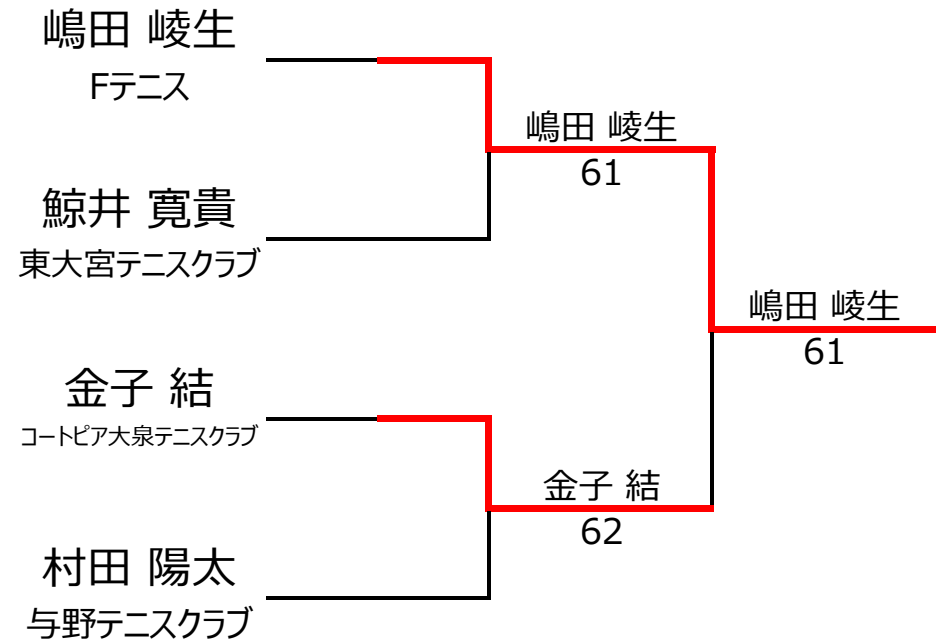 嶋田 崚生
Fテニス
鯨井 寛貴
東大宮テニスクラブ
金子 結
コートピア大泉テニスクラブ
村田 陽太
与野テニスクラブ
嶋田 崚生
61
金子 結
62
嶋田 崚生
61